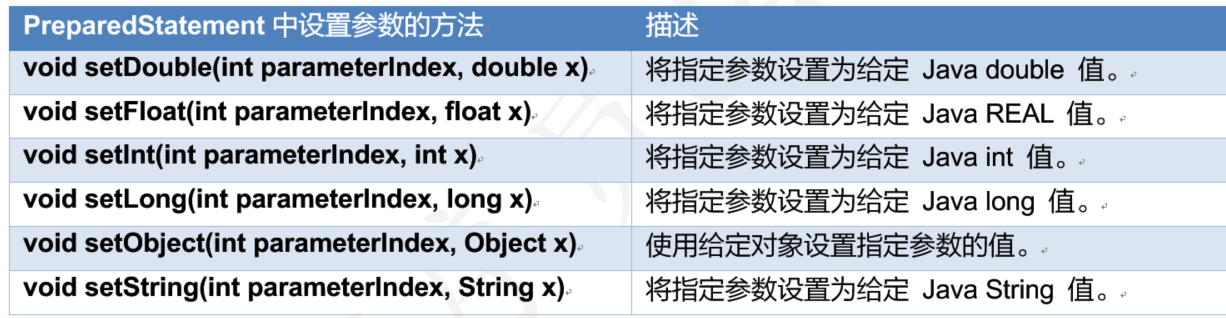 PreparedStatement 中设置参数的方法 描述
void setDouble(int parameterIndex, double x) 将指定参数设置为给定 Java double 值。
void setFloat(int parameterIndex, float x) 将指定参数设置为给定 Java REAL 值。
void setInt(int parameterIndex, int x) 将指定参数设置为给定 Java int 值。
void setLong(int parameterIndex, long x) 将指定参数设置为给定 Java long 值。
void setObject(int parameterIndex, Object x) 使用给定对象设置指定参数的值。
void setString(int parameterIndex, String x) 将指定参数设置为给定 Java String 值。